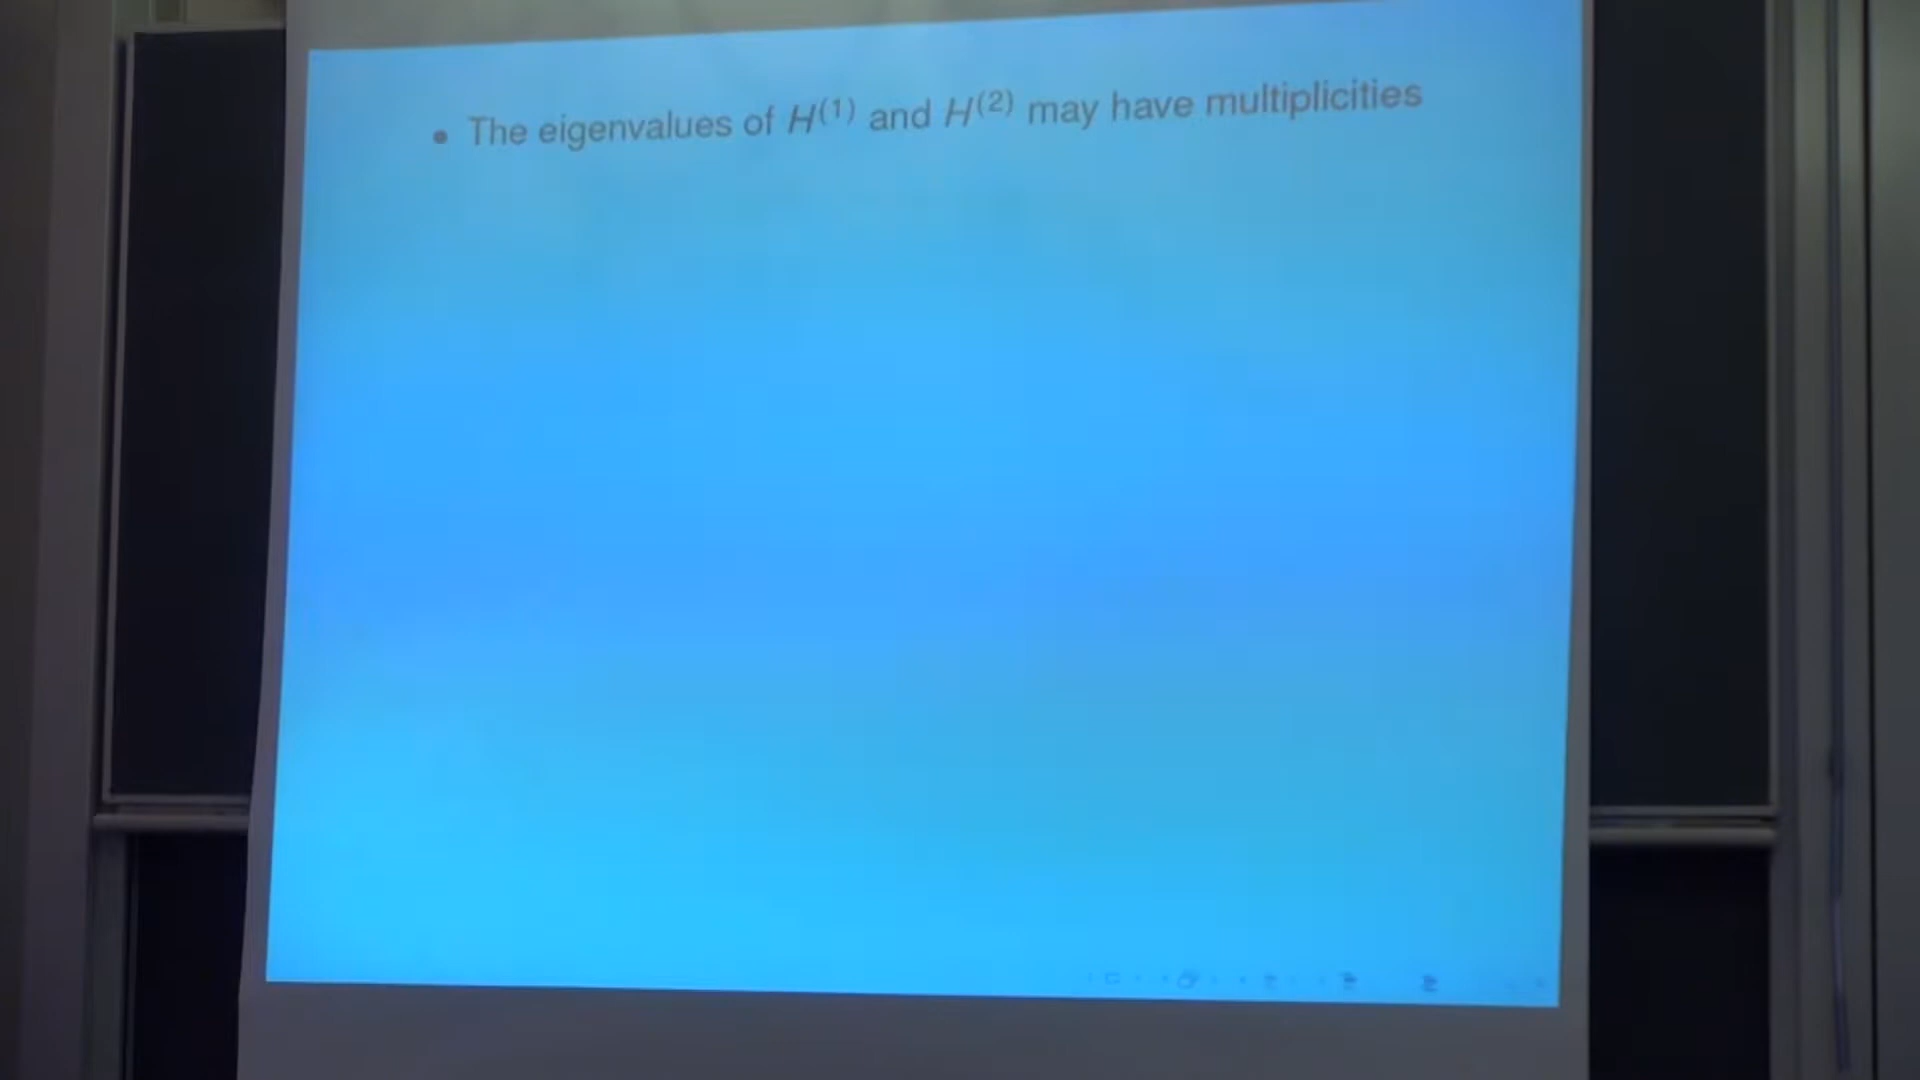 • The eigenvalues of H⁽¹⁾ and H⁽²⁾ may have multiplicities